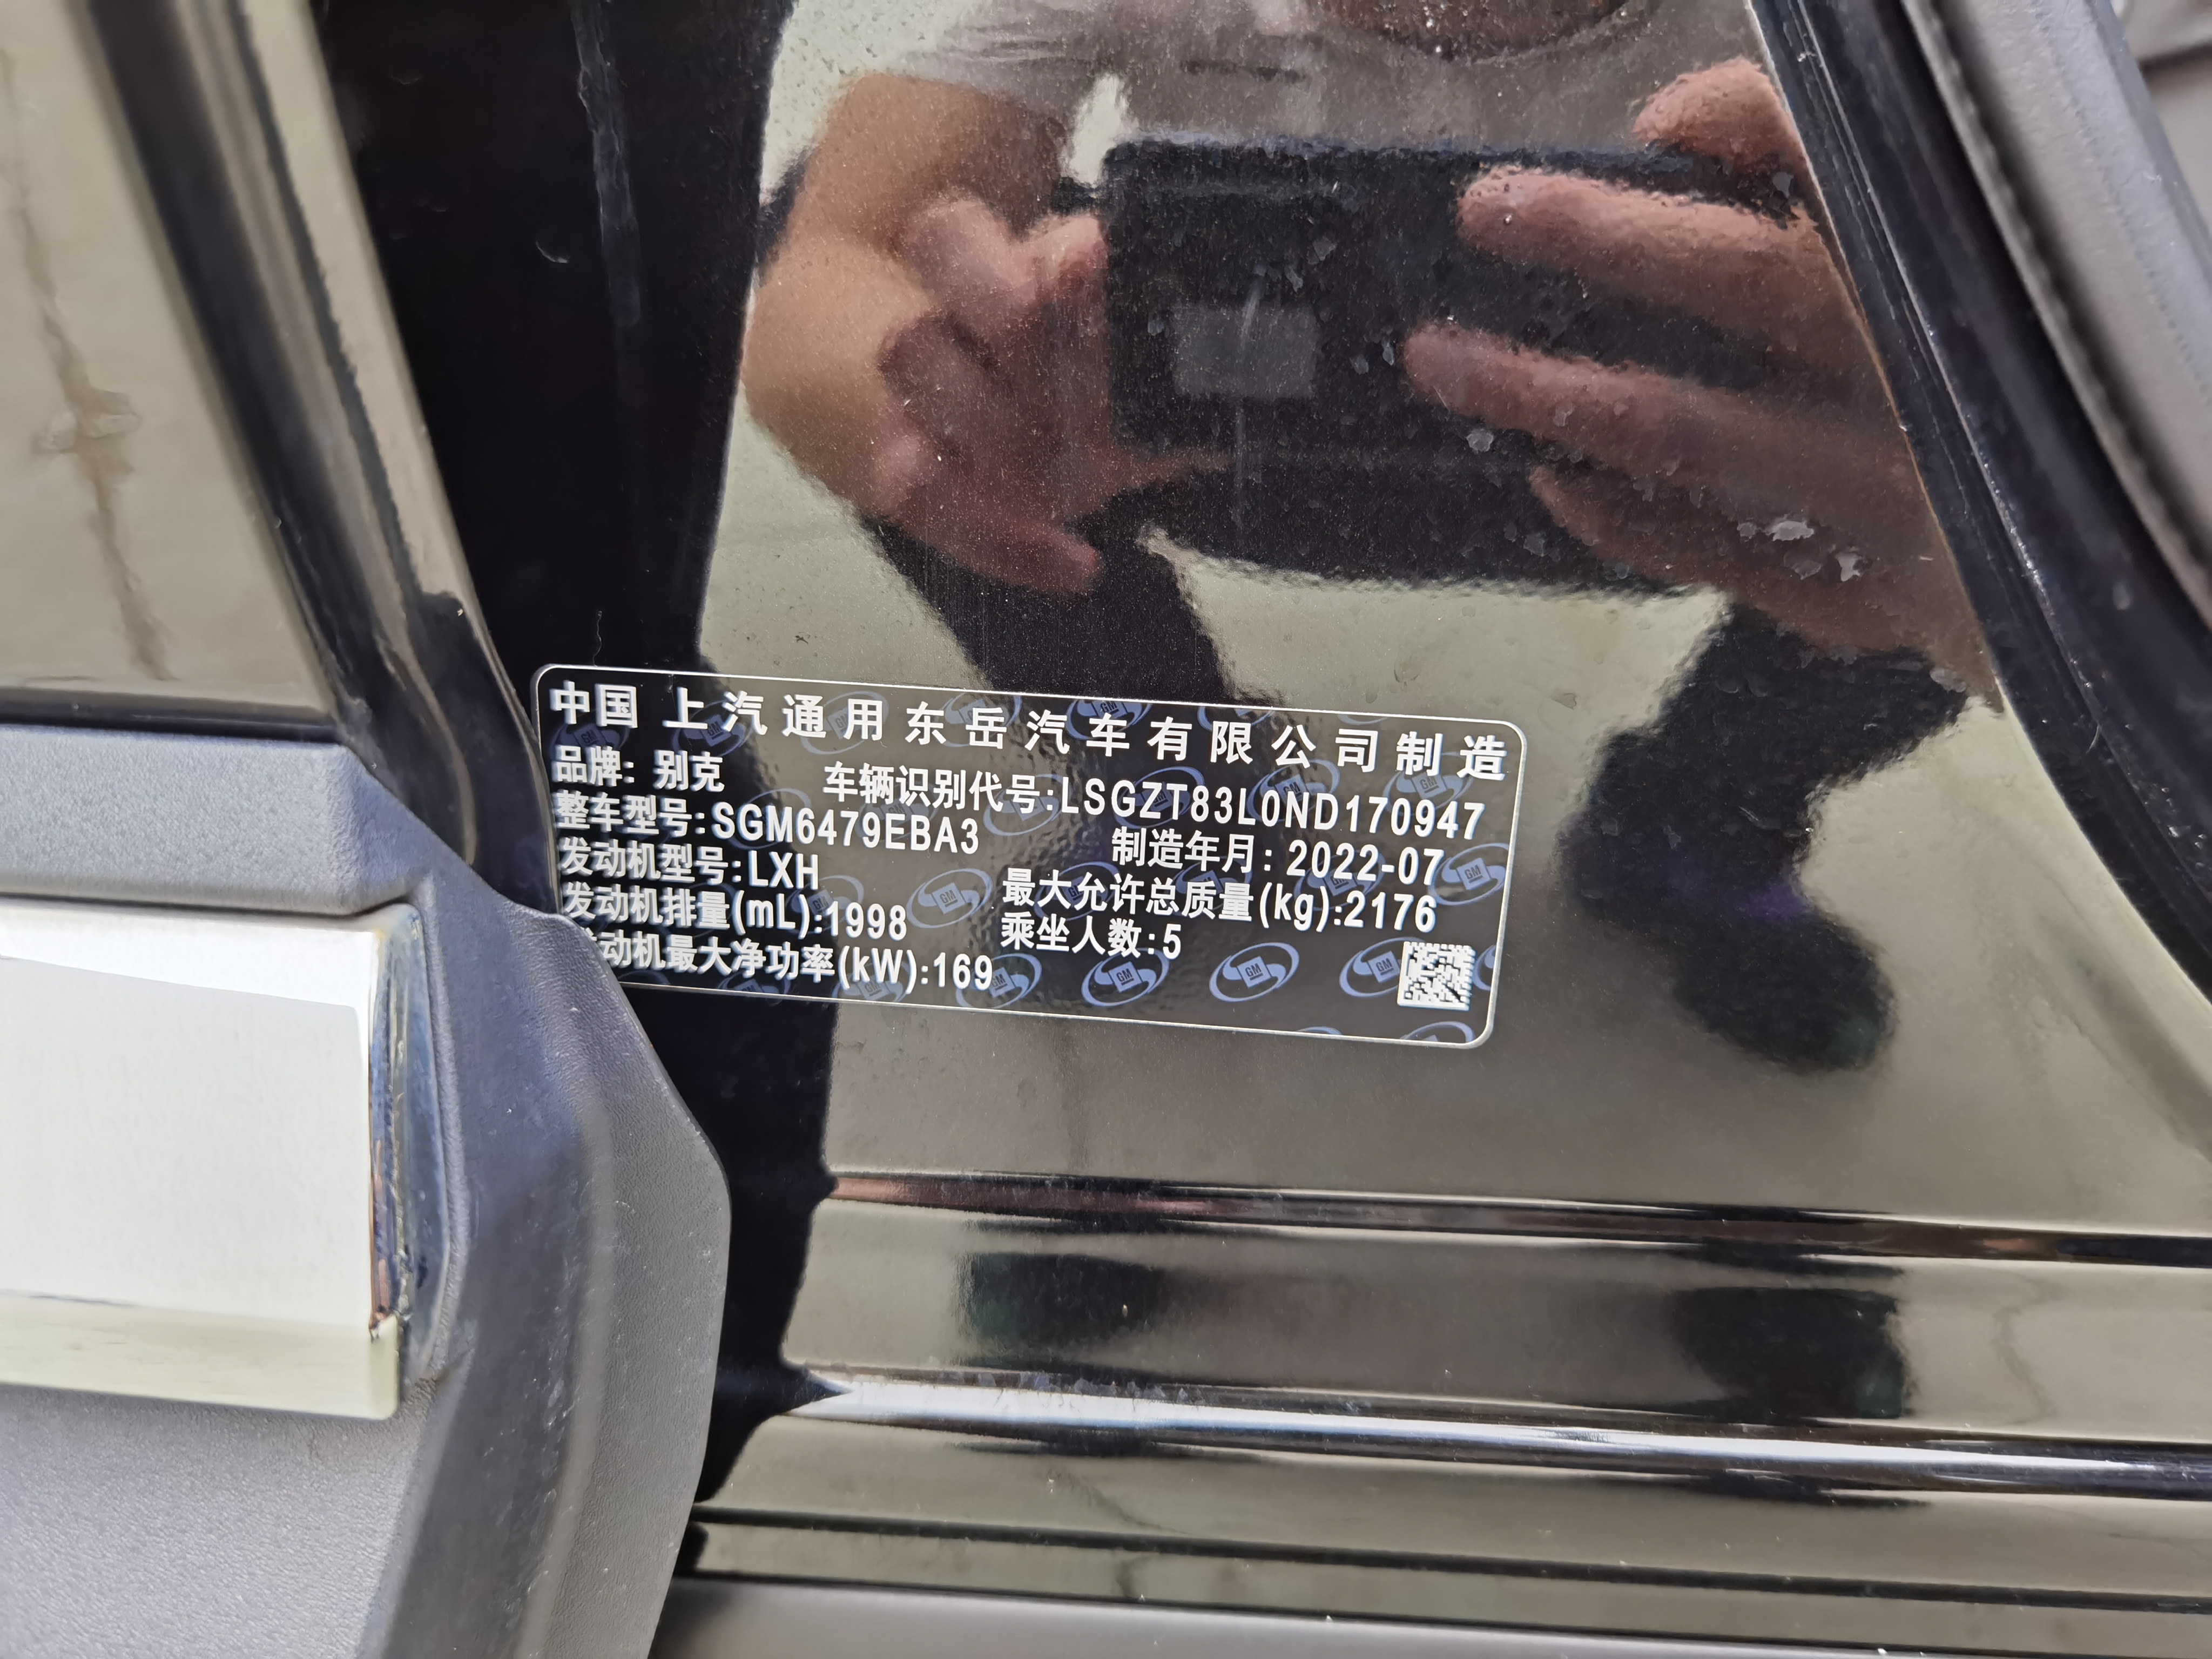 中国 上汽通用东岳汽车有限公司制造
品牌: 别克 车辆识别代号:LSGZT83L0ND170947
整车型号:SGM6479EBA3 制造年月: 2022-07
发动机型号:LXH 最大允许总质量(kg):2176
发动机排量(mL):1998 乘坐人数:5
发动机最大净功率(kW):169
GM